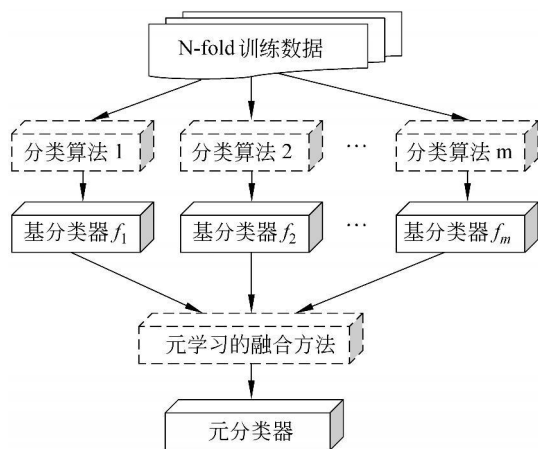 N-fold 训练数据
分类算法 1 分类算法 2 … 分类算法 m
基分类器 f1 基分类器 f2 … 基分类器 fm
元学习的融合方法
元分类器